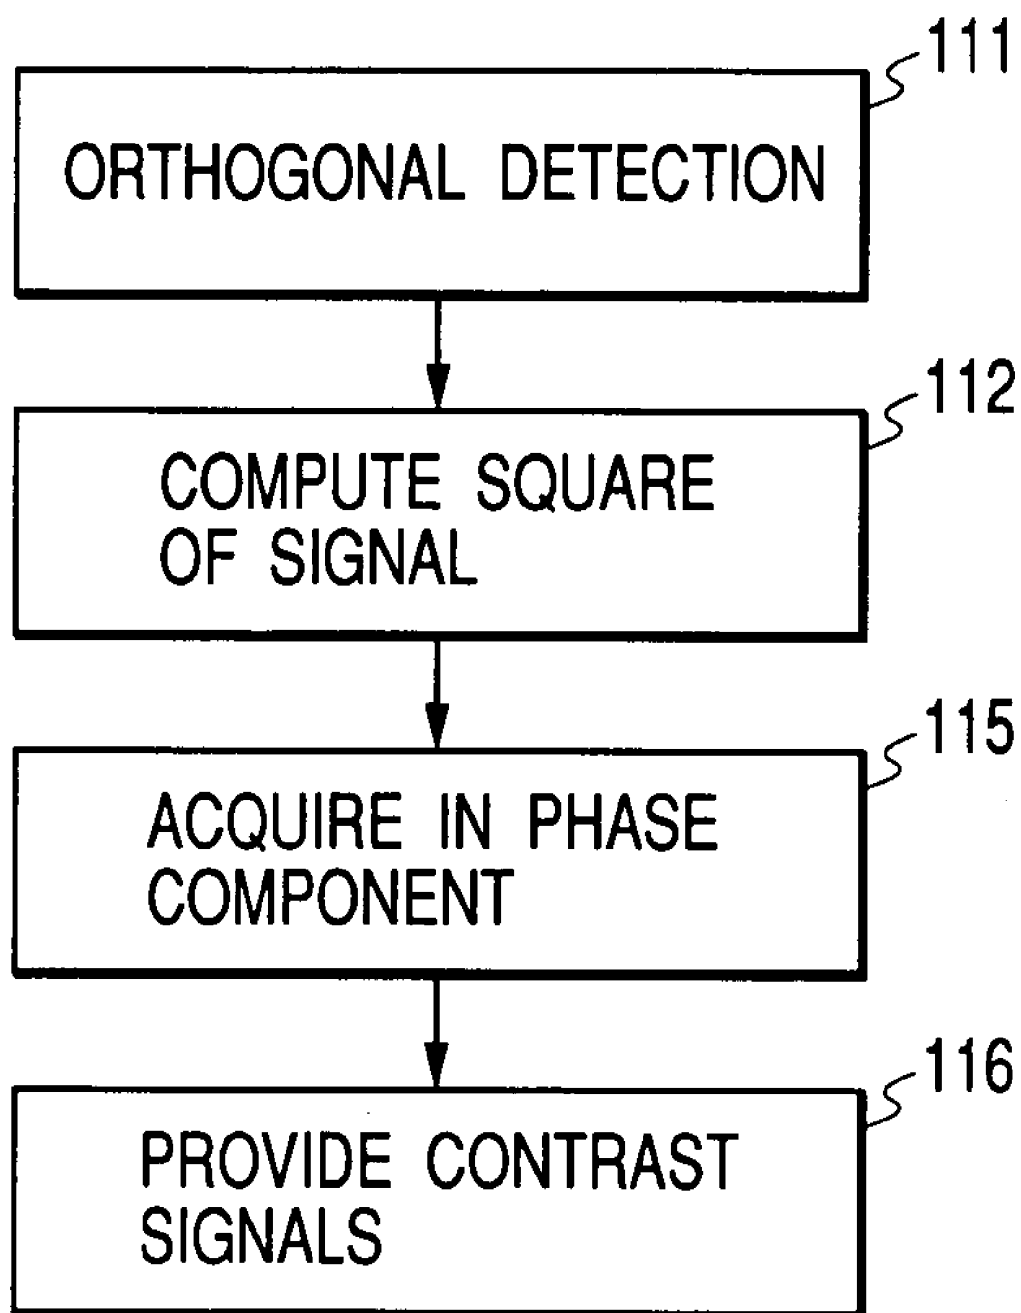 111
ORTHOGONAL DETECTION
112
COMPUTE SQUARE
OF SIGNAL
115
ACQUIRE IN PHASE
COMPONENT
116
PROVIDE CONTRAST
SIGNALS